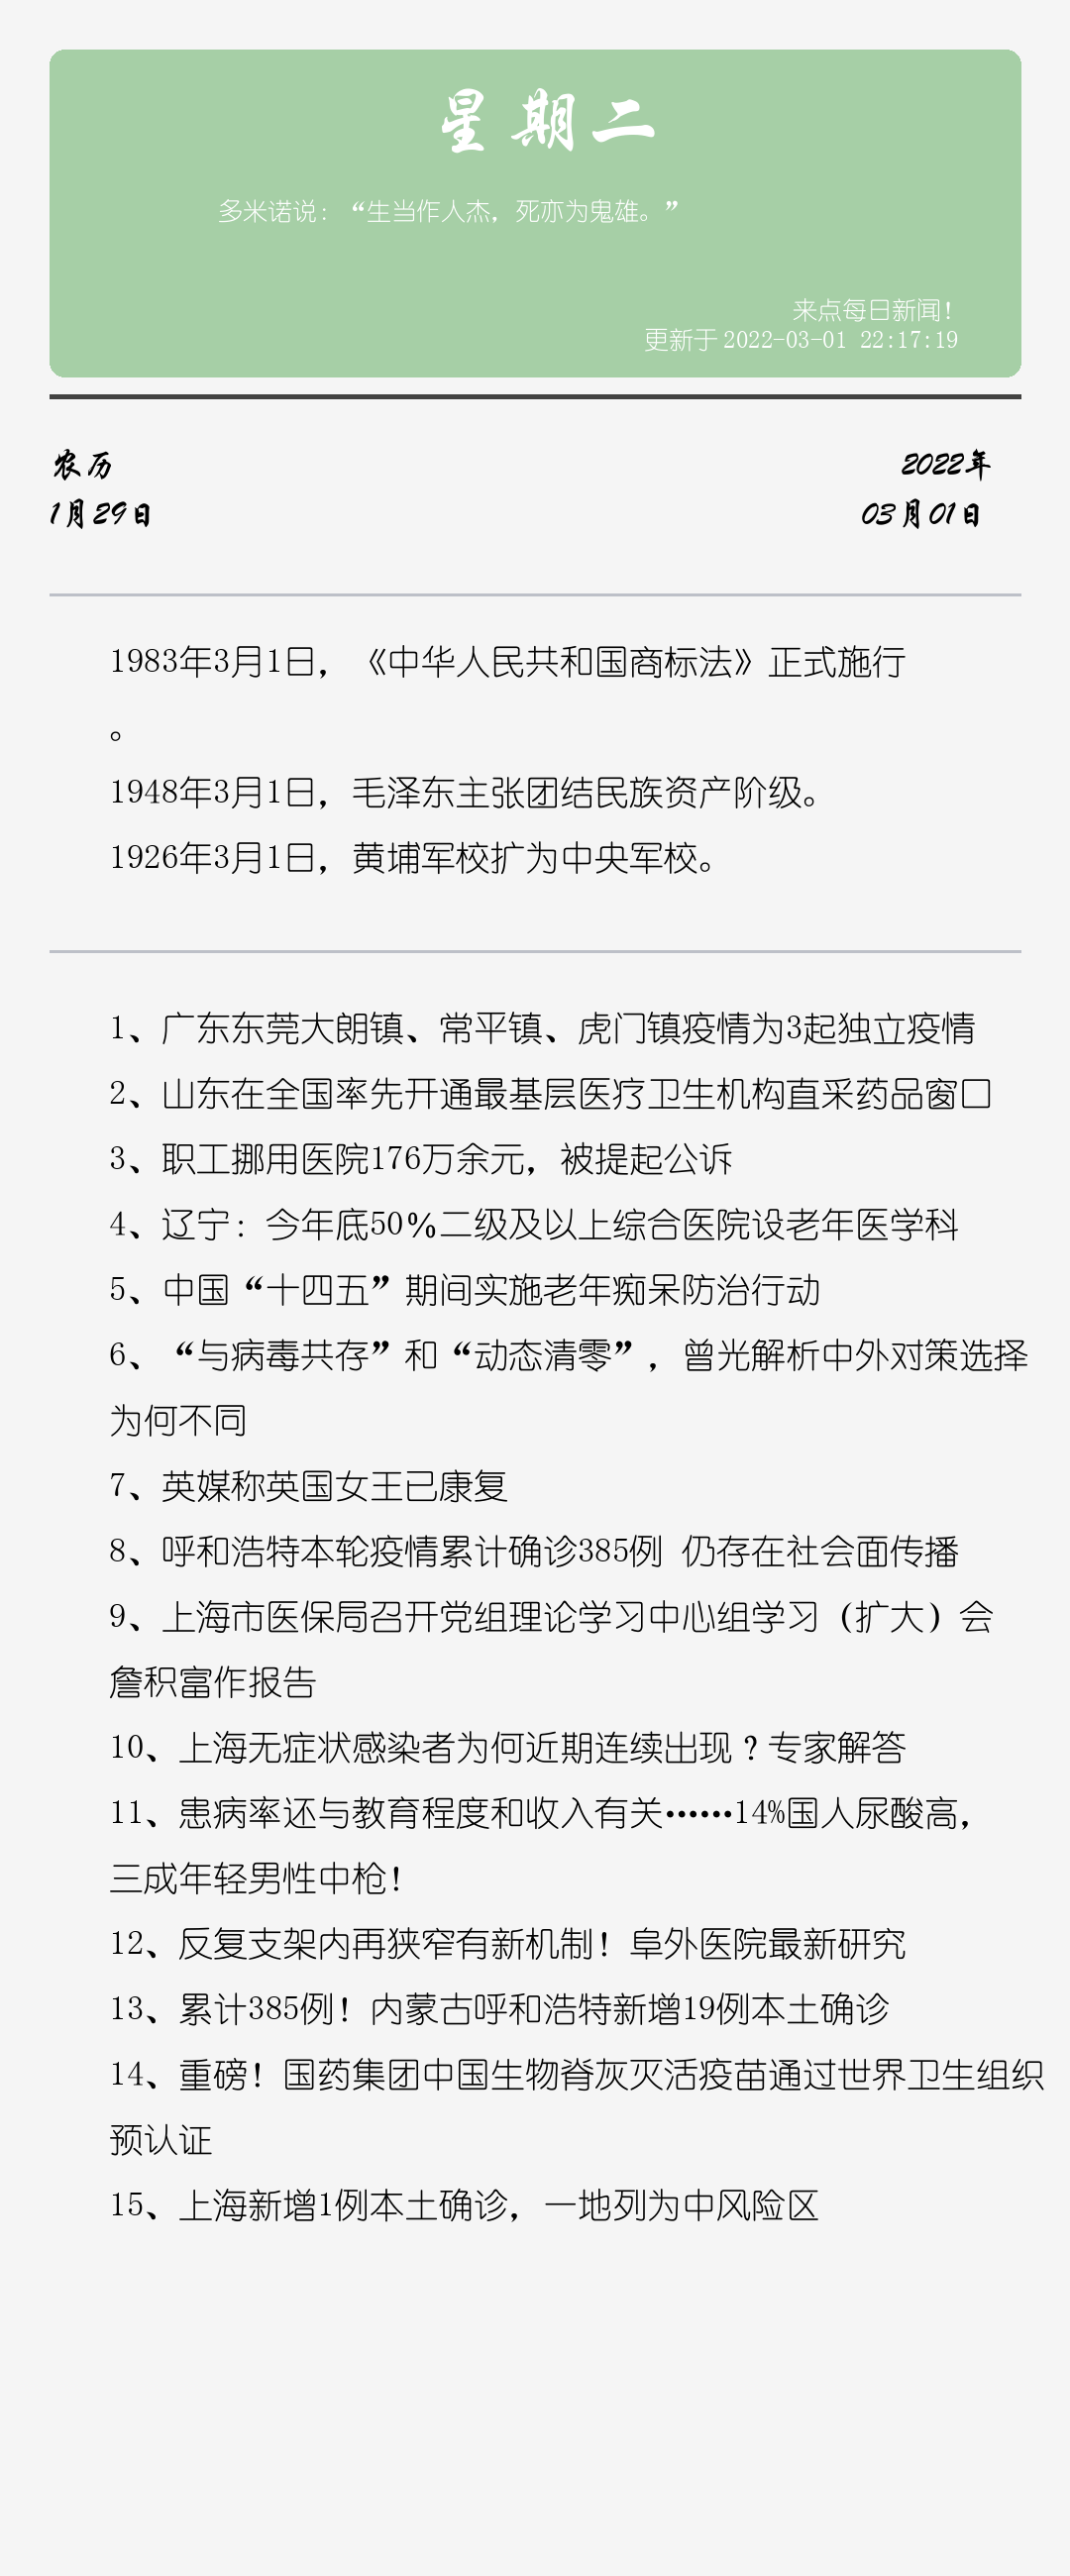 星期二
多米诺说：“生当作人杰，死亦为鬼雄。”
来点每日新闻！
更新于2022-03-01 22:17:19
农历
2022年
1月29日
03月01日
1983年3月1日，《中华人民共和国商标法》正式施行
。
1948年3月1日，毛泽东主张团结民族资产阶级。
1926年3月1日，黄埔军校扩为中央军校。
1、广东东莞大朗镇、常平镇、虎门镇疫情为3起独立疫情
2、山东在全国率先开通最基层医疗卫生机构直采药品窗口
3、职工挪用医院176万余元，被提起公诉
4、辽宁：今年底50%二级及以上综合医院设老年医学科
5、中国“十四五”期间实施老年痴呆防治行动
6、“与病毒共存”和“动态清零”，曾光解析中外对策选择
为何不同
7、英媒称英国女王已康复
8、呼和浩特本轮疫情累计确诊385例 仍存在社会面传播
9、上海市医保局召开党组理论学习中心组学习（扩大）会
詹积富作报告
10、上海无症状感染者为何近期连续出现？专家解答
11、患病率还与教育程度和收入有关……14%国人尿酸高，
三成年轻男性中枪！
12、反复支架内再狭窄有新机制！阜外医院最新研究
13、累计385例！内蒙古呼和浩特新增19例本土确诊
14、重磅！国药集团中国生物脊灰灭活疫苗通过世界卫生组织
预认证
15、上海新增1例本土确诊，一地列为中风险区